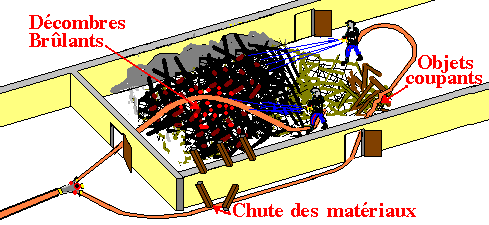 Décombres
Brûlants
Objets
coupants
Chute des matériaux